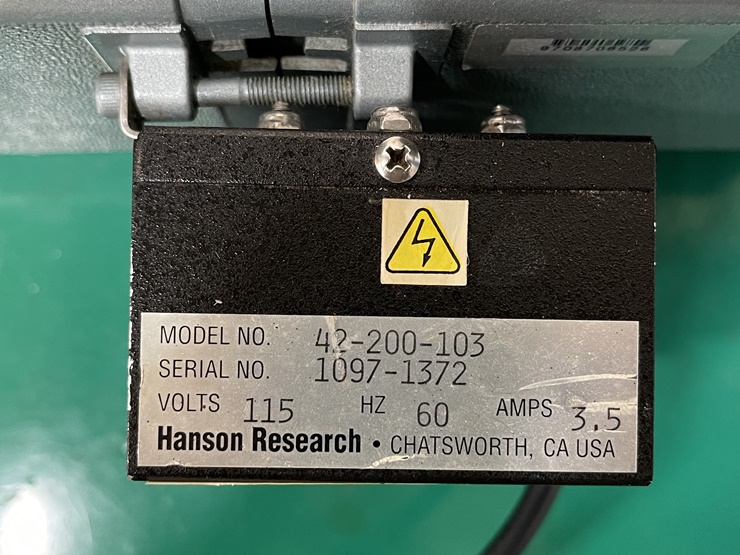 9708706526
MODEL NO. 42-200-103
SERIAL NO. 1097-1372
VOLTS 115 HZ 60 AMPS 3.5
Hanson Research • CHATSWORTH, CA USA